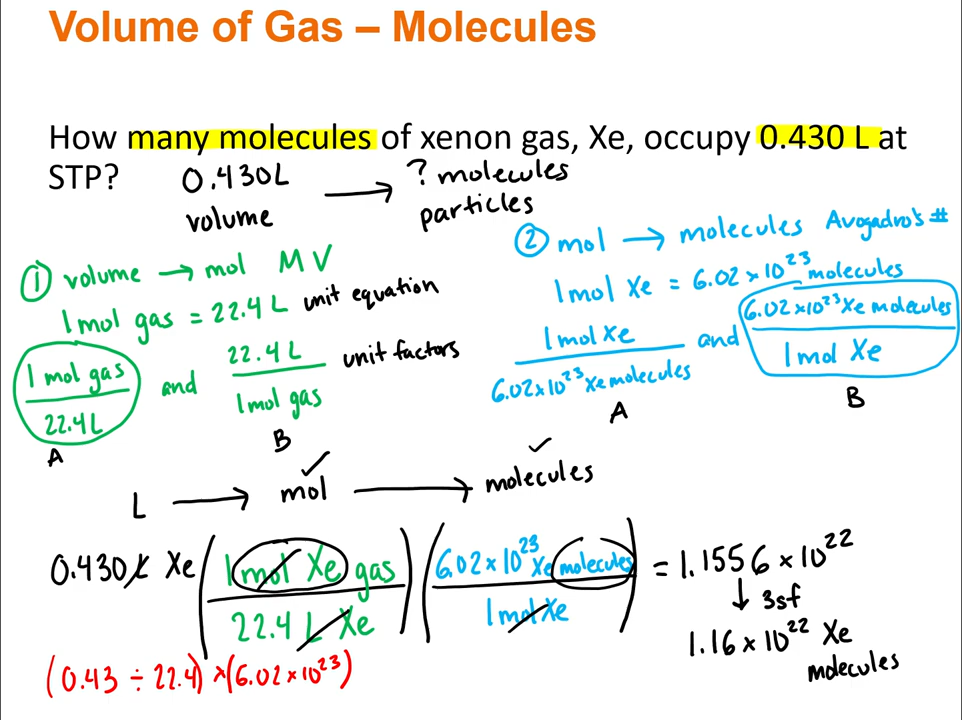 Volume of Gas – Molecules
How many molecules of xenon gas, Xe, occupy 0.430 L at
STP?
0.430L → ? molecules
volume particles
① volume → mol MV
1 mol gas = 22.4 L unit equation
1 mol gas / 22.4L and 22.4 L / 1 mol gas unit factors
A B
② mol → molecules Avogadro's #
1 mol Xe = 6.02 × 10²³ molecules
1 mol Xe / 6.02 × 10²³ Xe molecules and 6.02 × 10²³ Xe molecules / 1 mol Xe
A B
L → mol ✓ → molecules ✓
0.430 L Xe (1 mol Xe gas / 22.4 L Xe) (6.02 × 10²³ Xe molecules / 1 mol Xe) = 1.1556 × 10²²
↓ 3sf
1.16 × 10²² Xe
molecules
(0.43 ÷ 22.4) × (6.02 × 10²³)